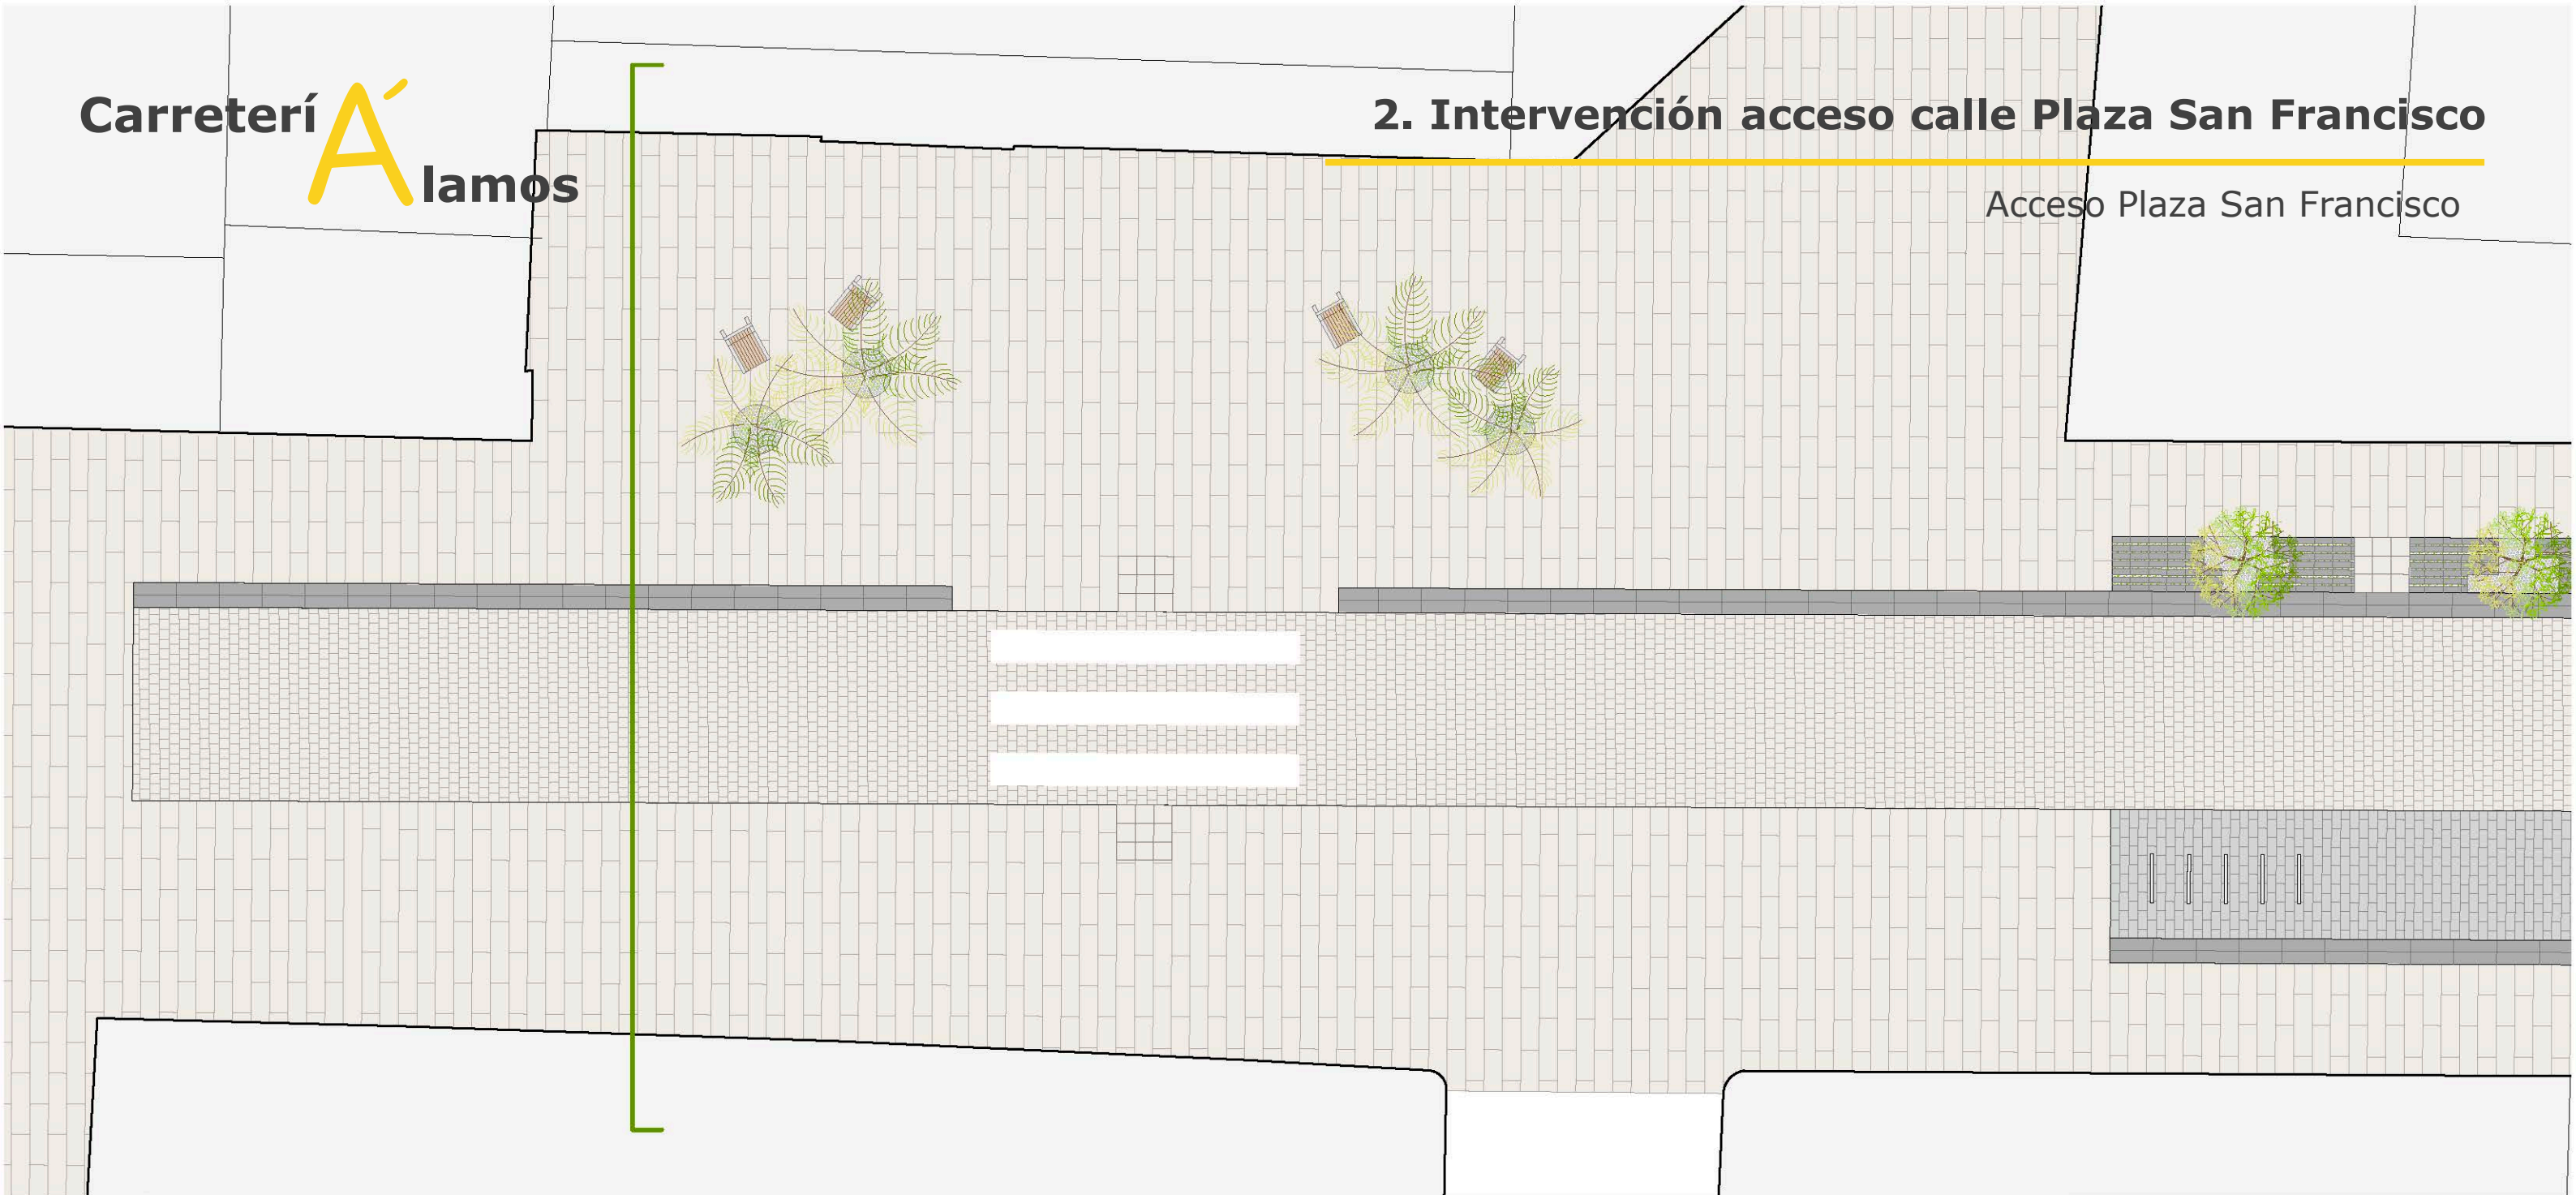 Carreterí
Á
lamos
2. Intervención acceso calle Plaza San Francisco
Acceso Plaza San Francisco